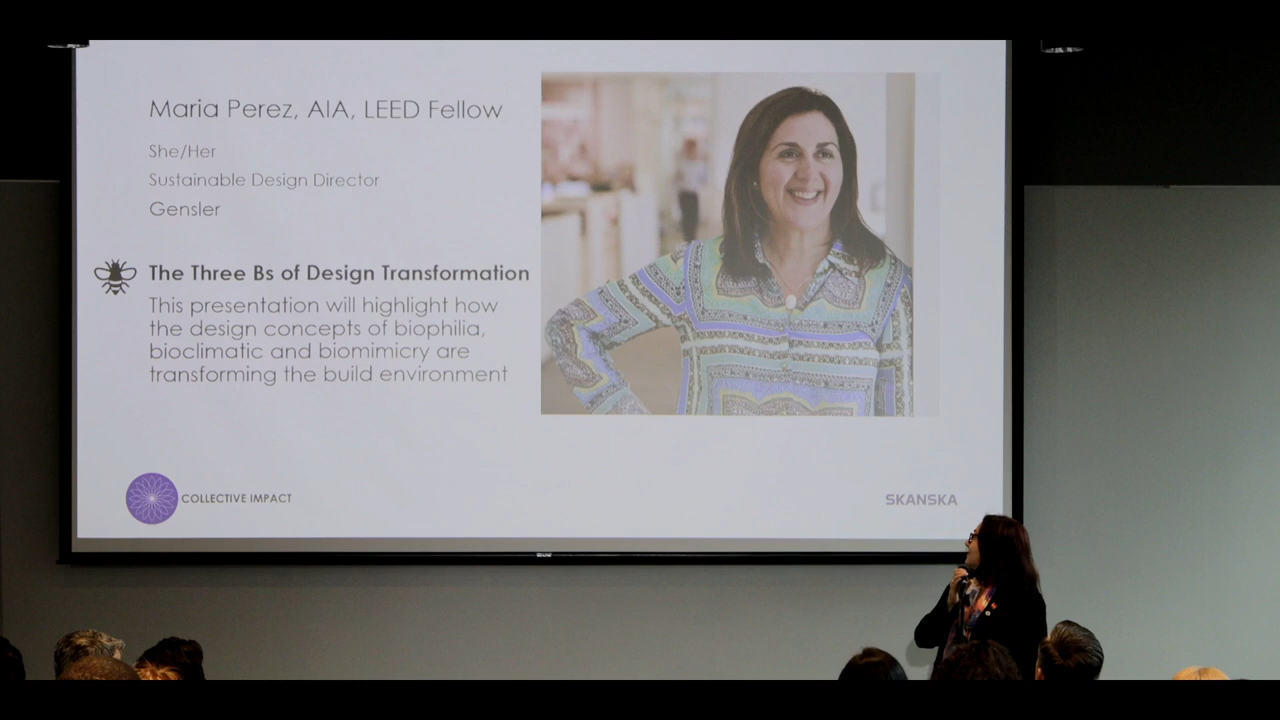 Maria Perez, AIA, LEED Fellow
She/Her
Sustainable Design Director
Gensler
The Three Bs of Design Transformation
This presentation will highlight how
the design concepts of biophilia,
bioclimatic and biomimicry are
transforming the build environment
COLLECTIVE IMPACT
SKANSKA